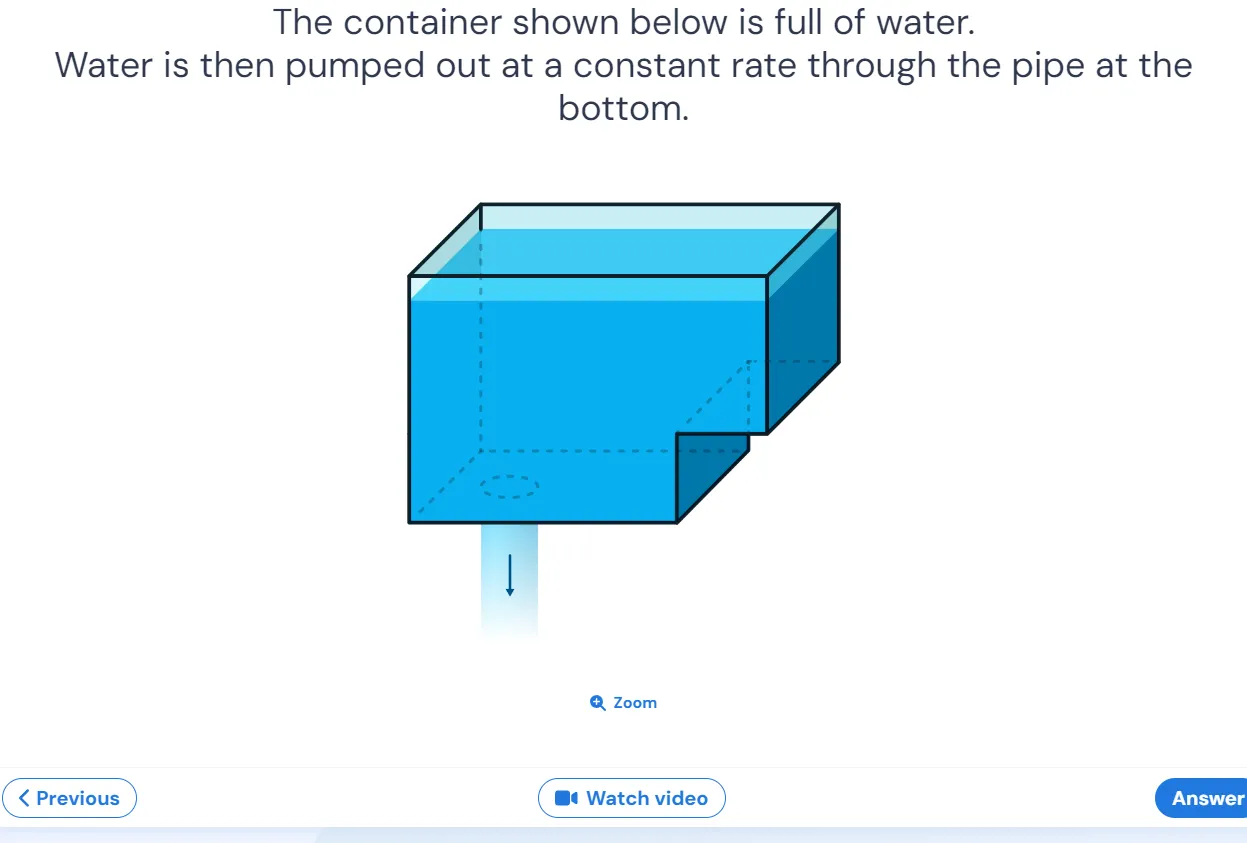 The container shown below is full of water.
Water is then pumped out at a constant rate through the pipe at the
bottom.
Zoom
Previous
Watch video
Answer